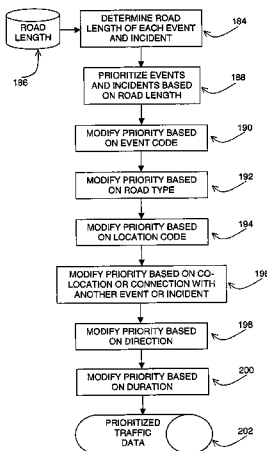 ROAD
LENGTH
186
DETERMINE ROAD
LENGTH OF EACH EVENT
AND INCIDENT
184
PRIORITIZE EVENTS
AND INCIDENTS BASED
ON ROAD LENGTH
188
MODIFY PRIORITY BASED
ON EVENT CODE
190
MODIFY PRIORITY BASED
ON ROAD TYPE
192
MODIFY PRIORITY BASED
ON LOCATION CODE
194
MODIFY PRIORITY BASED ON CO-
LOCATION OR CONNECTION WITH
ANOTHER EVENT OR INCIDENT
196
MODIFY PRIORITY BASED
ON DIRECTION
198
MODIFY PRIORITY BASED
ON DURATION
200
PRIORITIZED
TRAFFIC
DATA
202